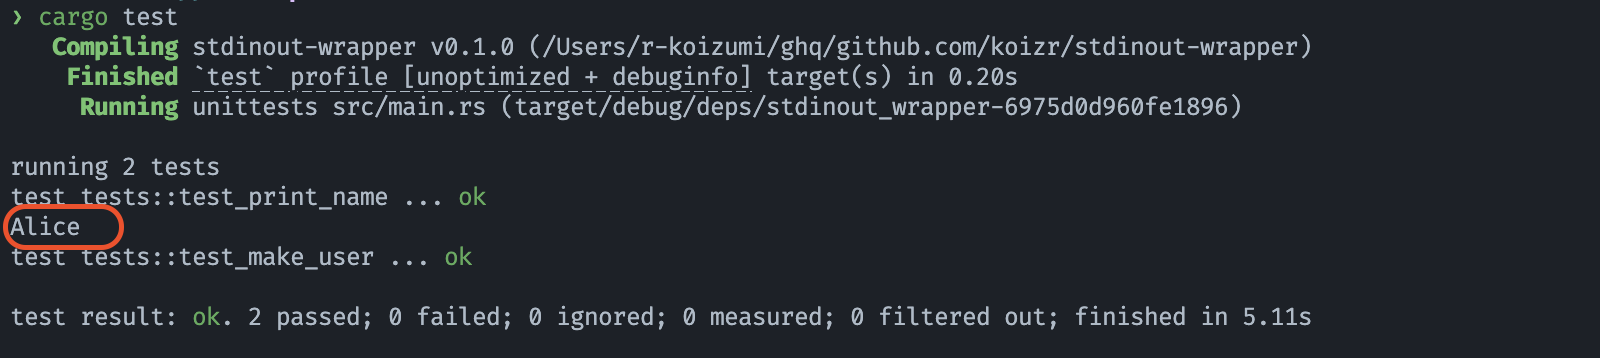 ❯ cargo test
Compiling stdinout-wrapper v0.1.0 (/Users/r-koizumi/ghq/github.com/koizr/stdinout-wrapper)
Finished `test` profile [unoptimized + debuginfo] target(s) in 0.20s
Running unittests src/main.rs (target/debug/deps/stdinout_wrapper-6975d0d960fe1896)
running 2 tests
test tests::test_print_name ... ok
Alice
test tests::test_make_user ... ok
test result: ok. 2 passed; 0 failed; 0 ignored; 0 measured; 0 filtered out; finished in 5.11s